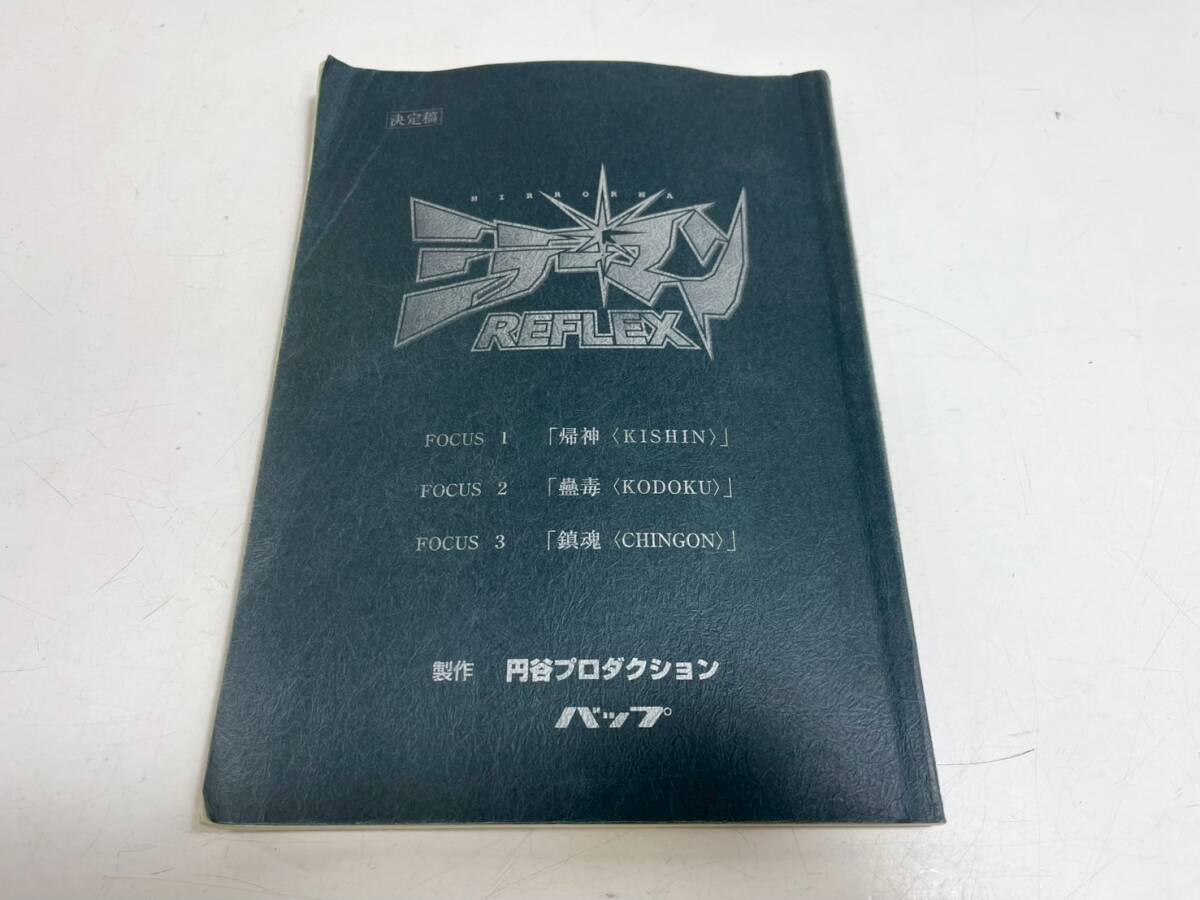 決定稿
MIRRORMA
ミラーマン
REFLEX
FOCUS 1 「帰神〈KISHIN〉」
FOCUS 2 「蠱毒〈KODOKU〉」
FOCUS 3 「鎮魂〈CHINGON〉」
製作 円谷プロダクション
バップ